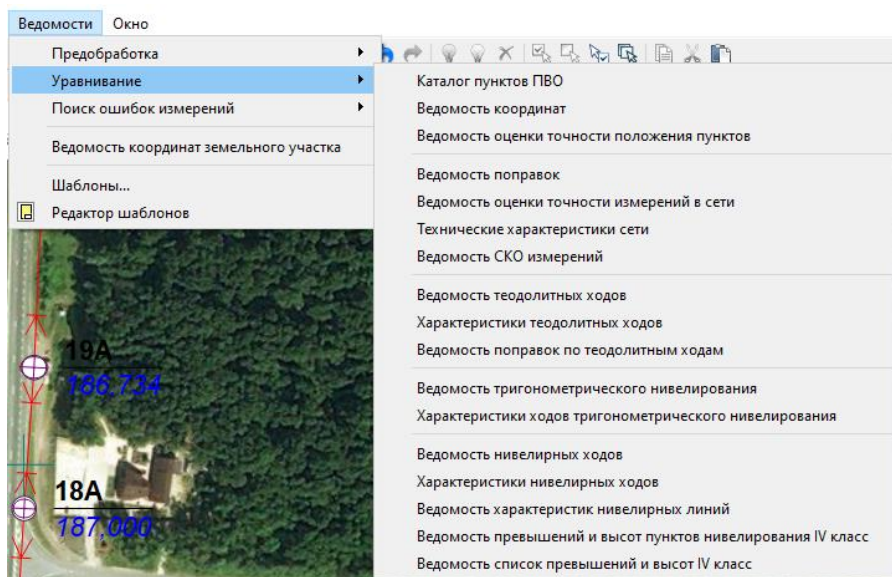 Ведомости Окно
Предобработка
Уравнивание
Поиск ошибок измерений
Ведомость координат земельного участка
Шаблоны...
Редактор шаблонов
Каталог пунктов ПВО
Ведомость координат
Ведомость оценки точности положения пунктов
Ведомость поправок
Ведомость оценки точности измерений в сети
Технические характеристики сети
Ведомость СКО измерений
Ведомость теодолитных ходов
Характеристики теодолитных ходов
Ведомость поправок по теодолитным ходам
Ведомость тригонометрического нивелирования
Характеристики ходов тригонометрического нивелирования
Ведомость нивелирных ходов
Характеристики нивелирных ходов
Ведомость характеристик нивелирных линий
Ведомость превышений и высот пунктов нивелирования IV класс
Ведомость список превышений и высот IV класс
19А
186,734
18А
187,000